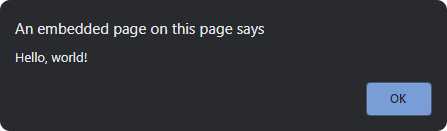 An embedded page on this page says
Hello, world!
OK